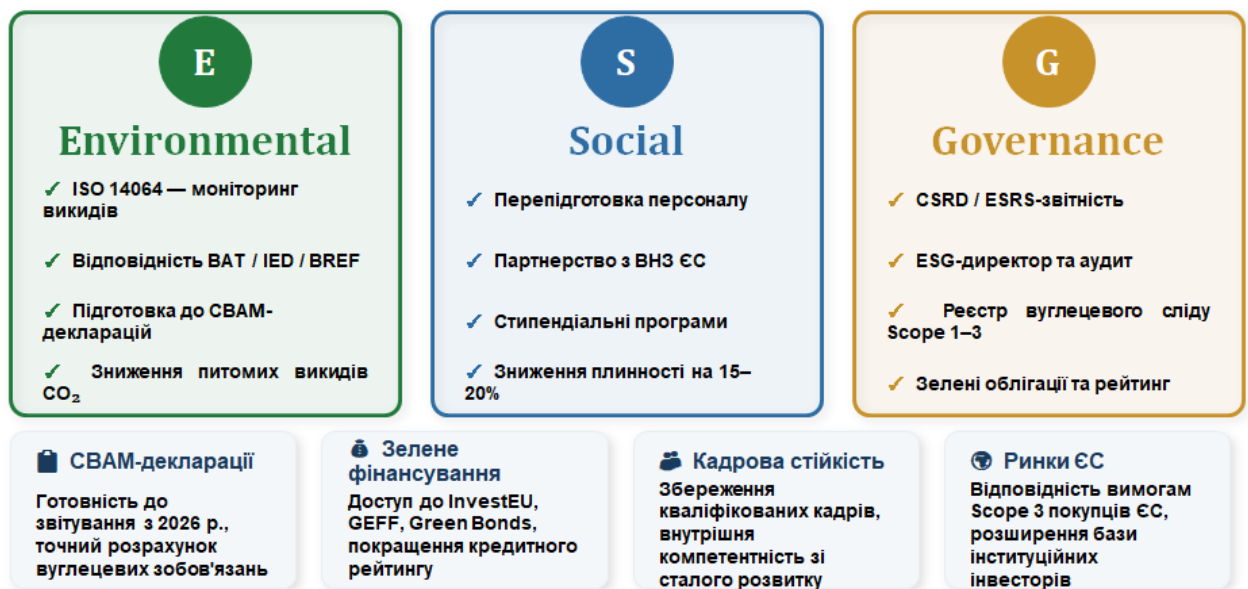 E
Environmental
✓ ISO 14064 — моніторинг
викидів
✓ Відповідність BAT / IED / BREF
✓ Підготовка до CBAM-
декларацій
✓ Зниження питомих викидів
CO₂
S
Social
✓ Перепідготовка персоналу
✓ Партнерство з ВНЗ ЄС
✓ Стипендіальні програми
✓ Зниження плинності на 15–
20%
G
Governance
✓ CSRD / ESRS-звітність
✓ ESG-директор та аудит
✓ Реєстр вуглецевого сліду
Scope 1–3
✓ Зелені облігації та рейтинг
CBAM-декларації
Готовність до
звітування з 2026 р.,
точний розрахунок
вуглецевих зобов'язань
Зелене
фінансування
Доступ до InvestEU,
GEFF, Green Bonds,
покращення кредитного
рейтингу
Кадрова стійкість
Збереження
кваліфікованих кадрів,
внутрішня
компетентність зі
сталого розвитку
Ринки ЄС
Відповідність вимогам
Scope 3 покупців ЄС,
розширення бази
інституційних
інвесторів